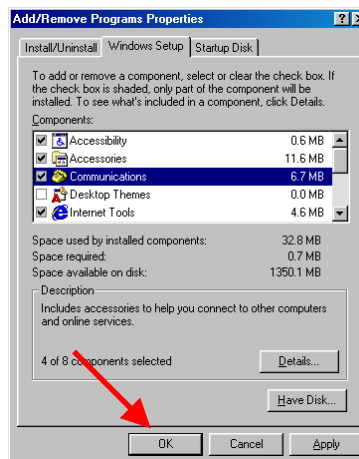 Add/Remove Programs Properties
Install/Uninstall Windows Setup Startup Disk
To add or remove a component, select or clear the check box. If
the check box is shaded, only part of the component will be
installed. To see what's included in a component, click Details.
Components:
Accessibility 0.6 MB
Accessories 11.6 MB
Communications 6.7 MB
Desktop Themes 0.0 MB
Internet Tools 4.6 MB
Space used by installed components: 32.8 MB
Space required: 0.7 MB
Space available on disk: 1350.1 MB
Description
Includes accessories to help you connect to other computers
and online services.
4 of 8 components selected Details...
Have Disk...
OK Cancel Apply